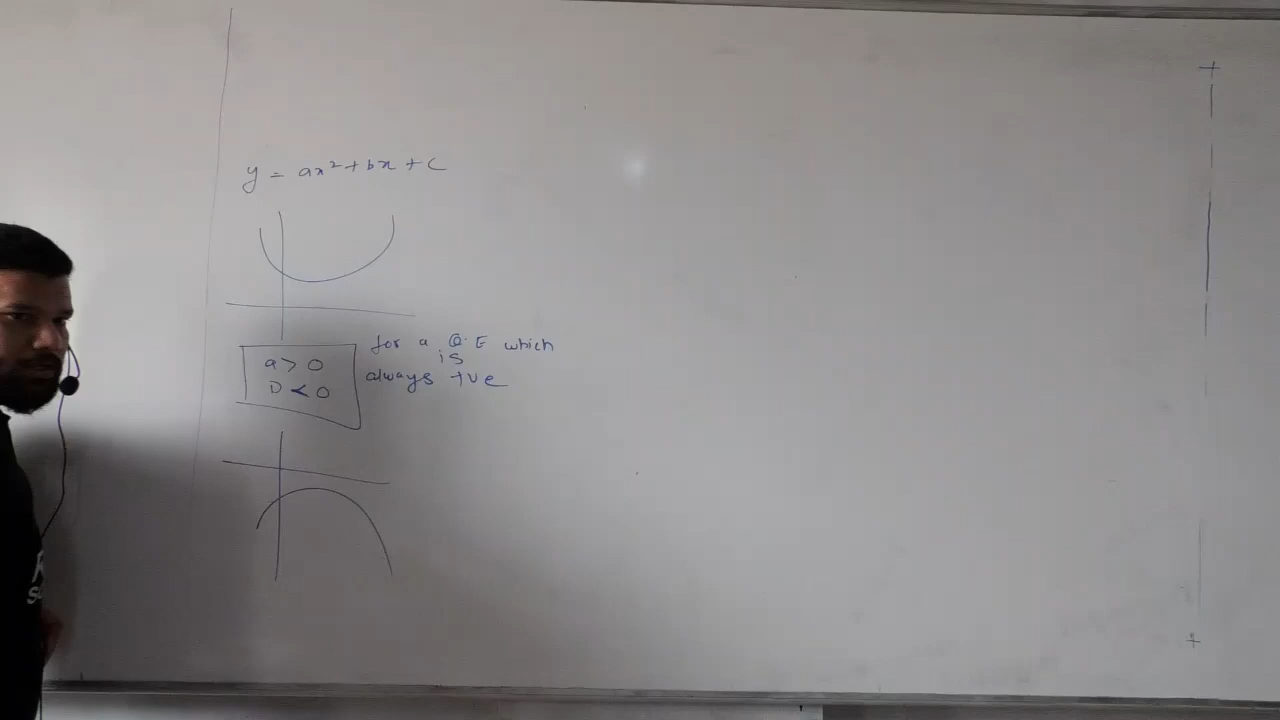 y = ax² + bx + c
a > 0
D < 0
for a Q.E which
is
always +ve